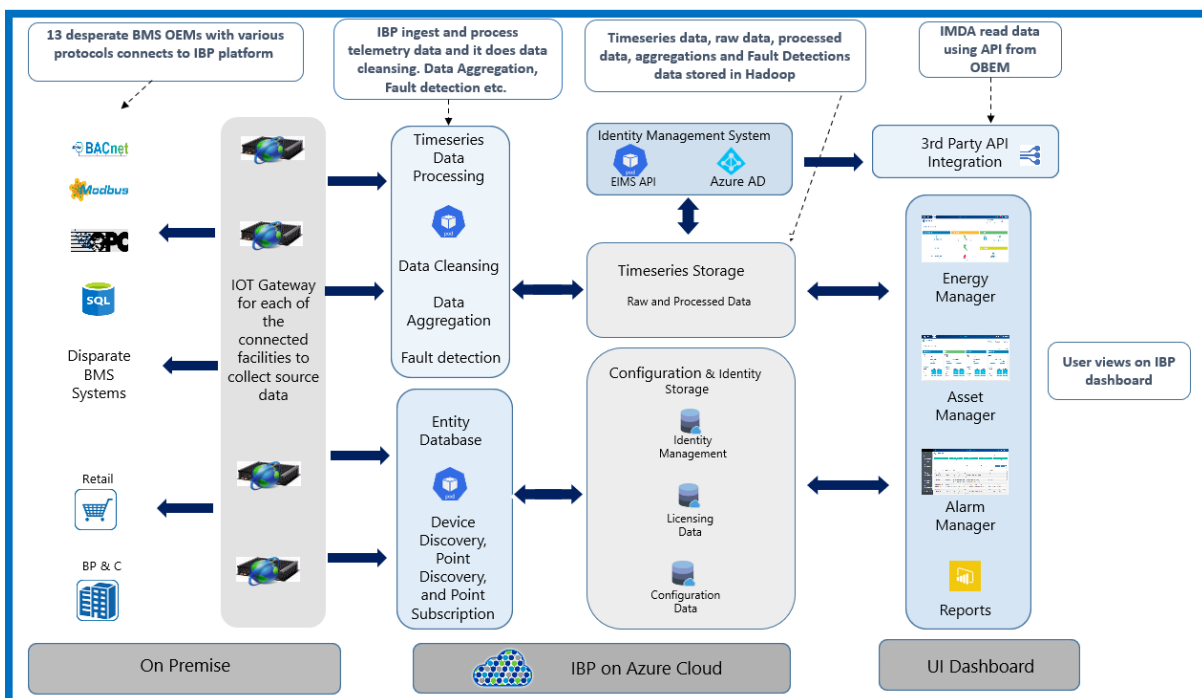 13 desperate BMS OEMs with various
protocols connects to IBP platform
IBP ingest and process
telemetry data and it does data
cleansing. Data Aggregation,
Fault detection etc.
Timeseries data, raw data, processed
data, aggregations and Fault Detections
data stored in Hadoop
IMDA read data
using API from
OBEM
BACnet
Modbus
OPC
SQL
Disparate
BMS
Systems
Retail
BP & C
IOT Gateway
for each of
the
connected
facilities to
collect source
data
Timeseries
Data
Processing
pod
Data Cleansing
Data
Aggregation
Fault detection
Entity
Database
pod
Device
Discovery,
Point
Discovery,
and Point
Subscription
Identity Management System
pod
EIMS API
Azure AD
Timeseries Storage
Raw and Processed Data
Configuration & Identity
Storage
Identity
Management
Licensing
Data
Configuration
Data
3rd Party API
Integration
Energy
Manager
Asset
Manager
Alarm
Manager
Reports
User views on IBP
dashboard
On Premise
IBP on Azure Cloud
UI Dashboard